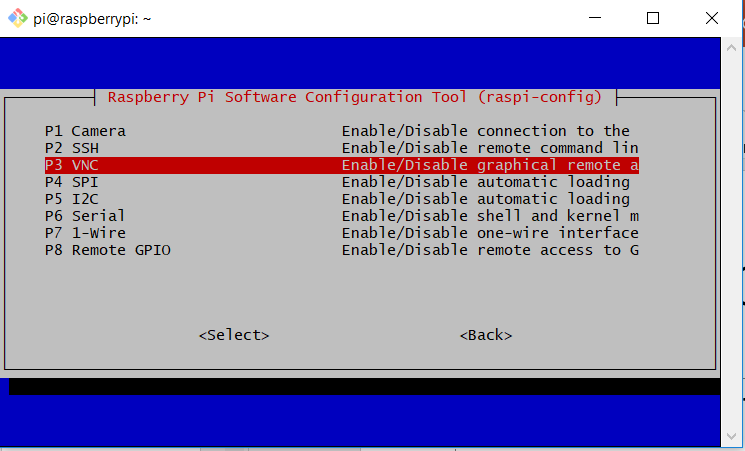 pi@raspberrypi: ~
Raspberry Pi Software Configuration Tool (raspi-config)
P1 Camera Enable/Disable connection to the
P2 SSH Enable/Disable remote command lin
P3 VNC Enable/Disable graphical remote a
P4 SPI Enable/Disable automatic loading
P5 I2C Enable/Disable automatic loading
P6 Serial Enable/Disable shell and kernel m
P7 1-Wire Enable/Disable one-wire interface
P8 Remote GPIO Enable/Disable remote access to G
<Select> <Back>